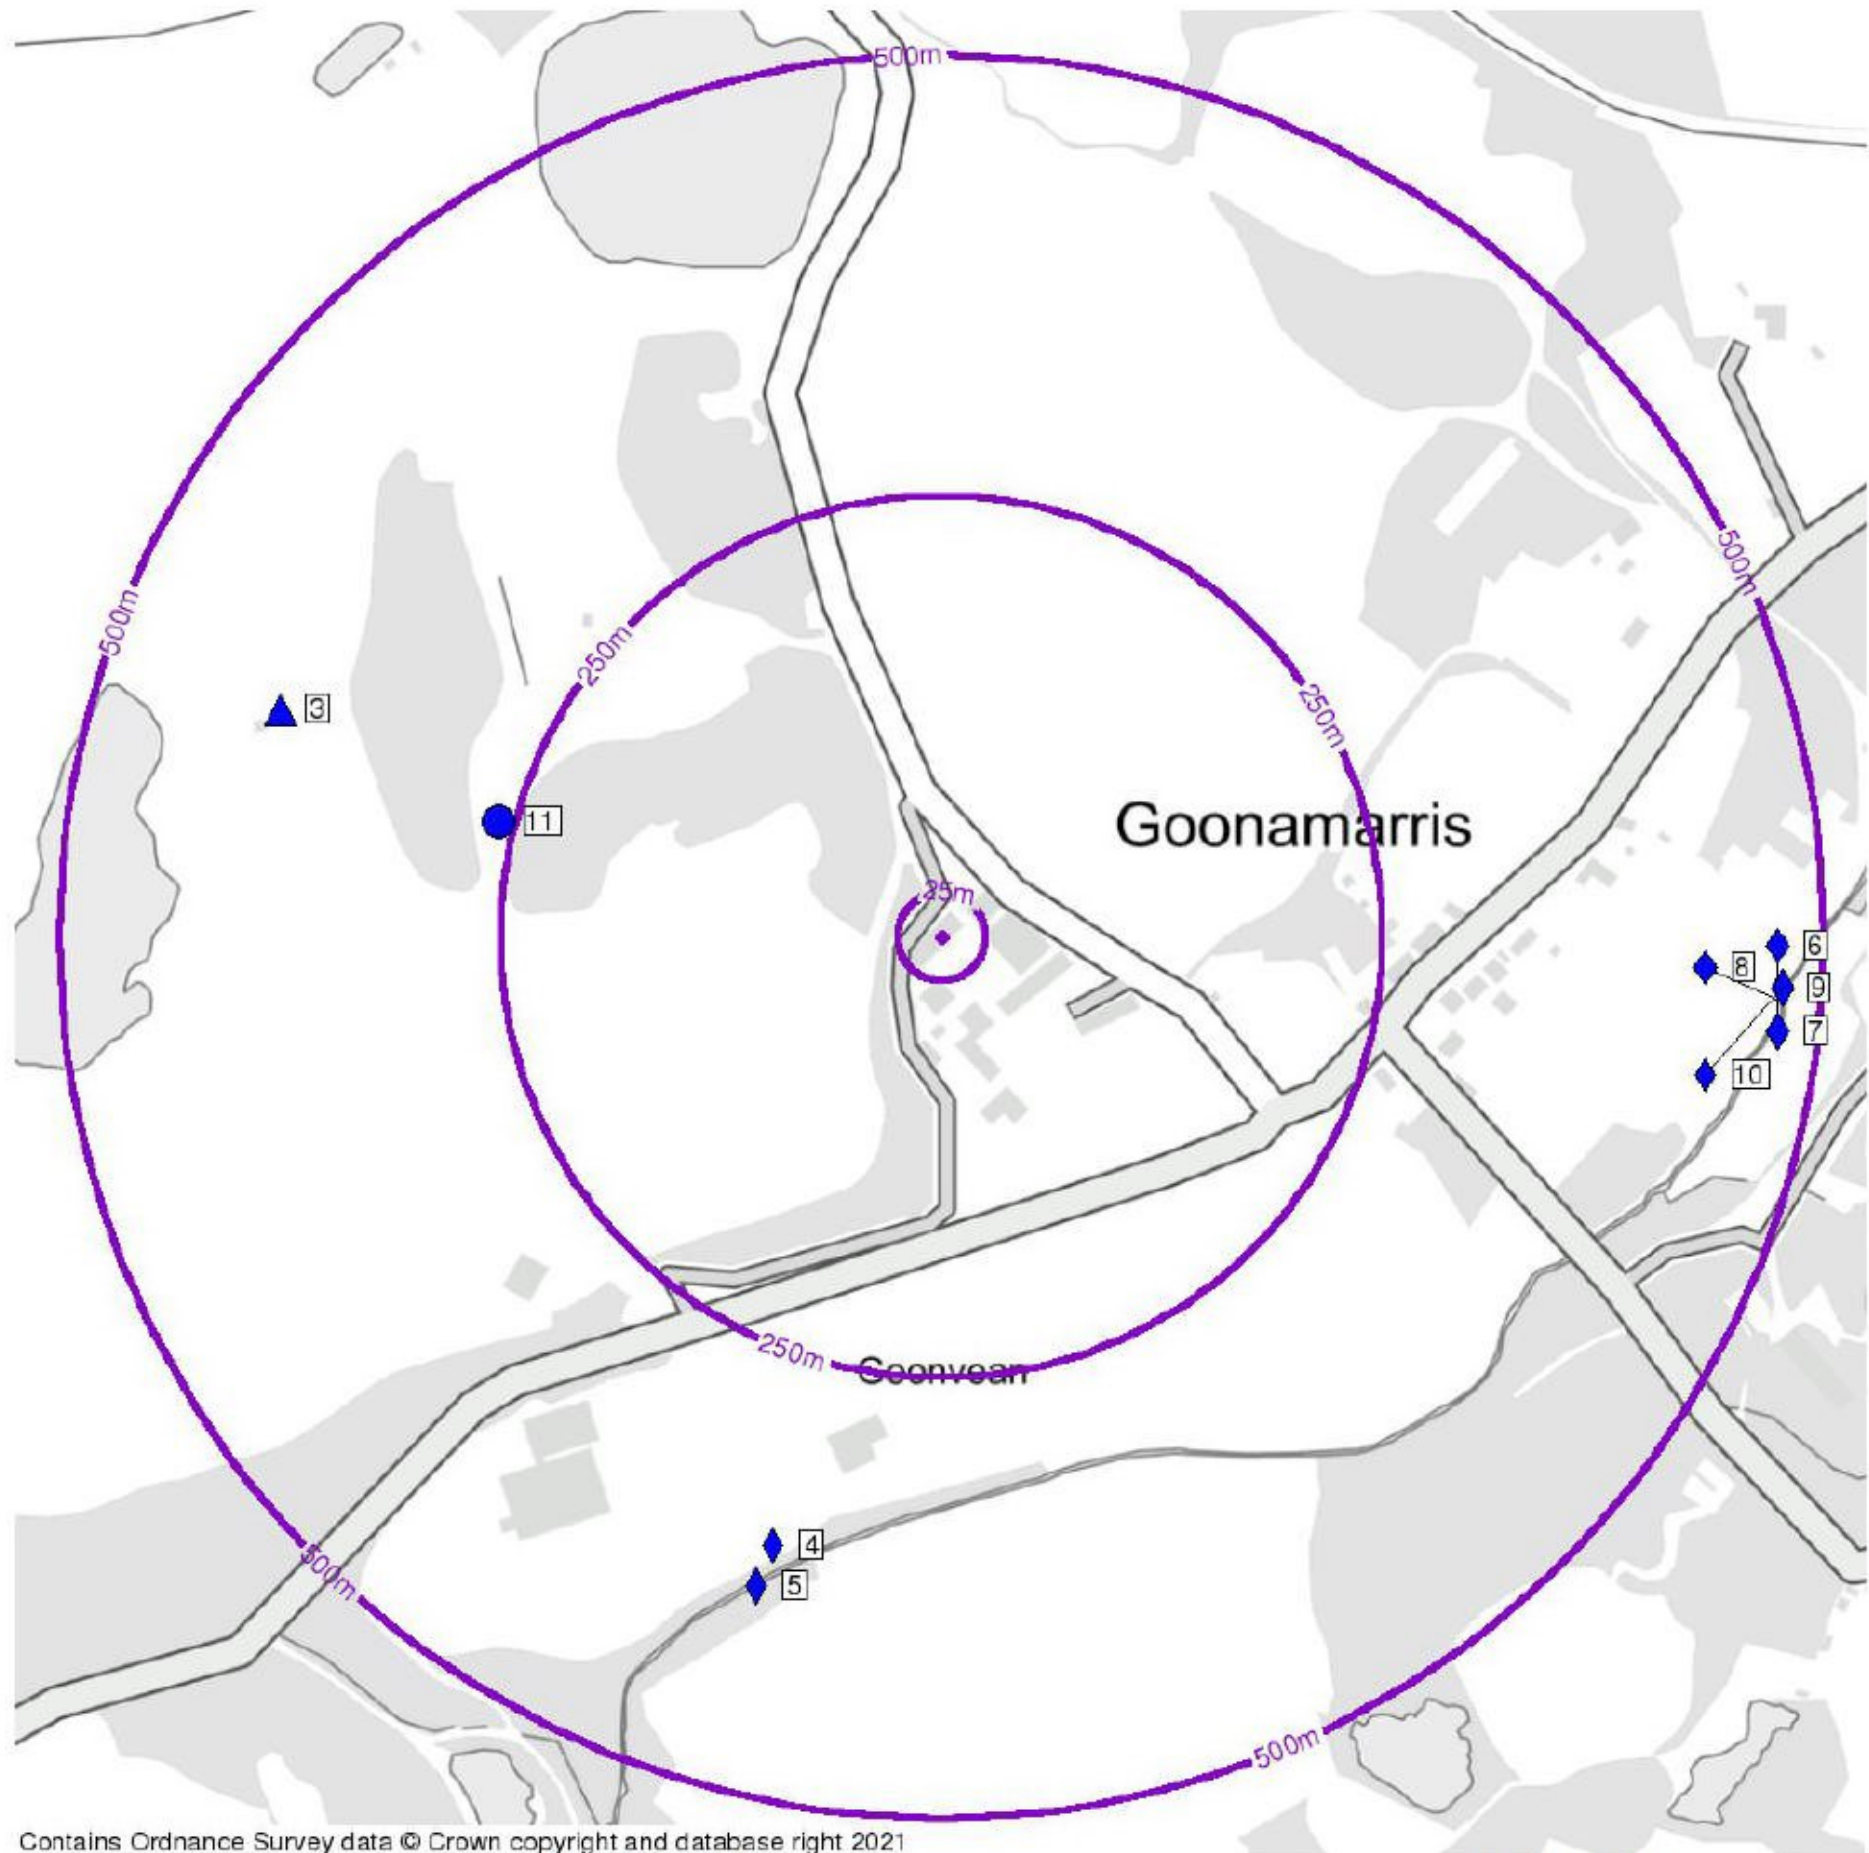 500m
500m
500m
250m
3
250m
11
Goonamarris
25m
6
8
9
7
10
250m
Goonvean
4
500m
5
500m
Contains Ordnance Survey data © Crown copyright and database right 2021